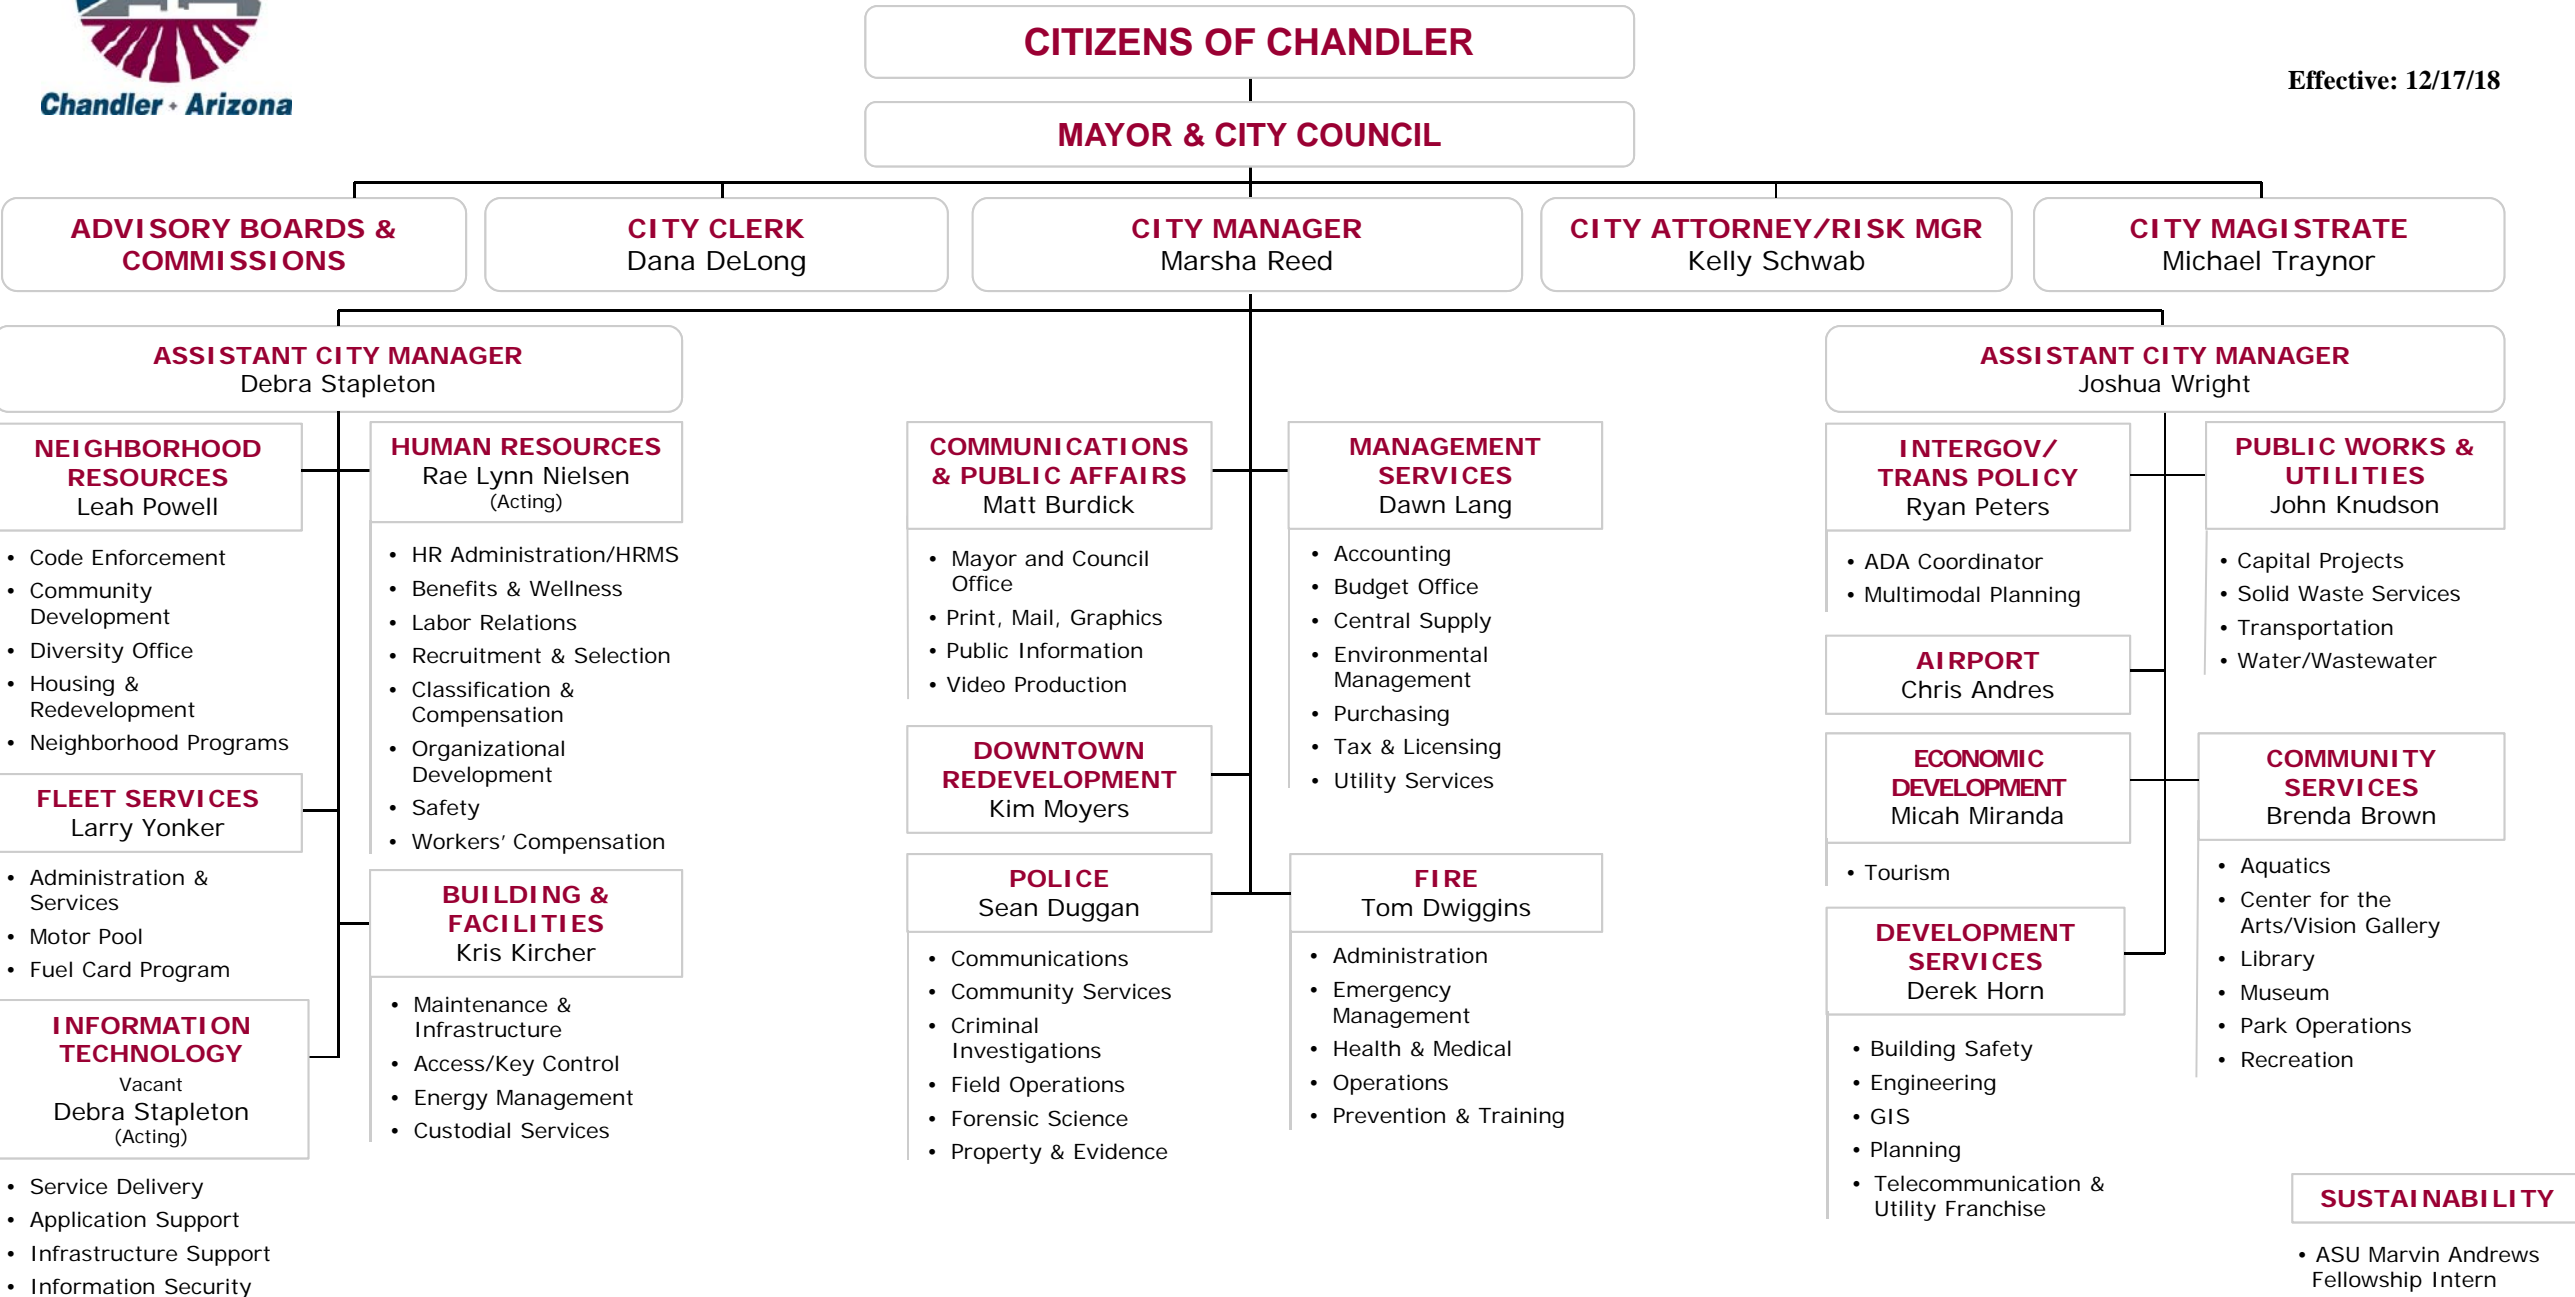 Chandler + Arizona
CITIZENS OF CHANDLER
Effective: 12/17/18
MAYOR & CITY COUNCIL
ADVISORY BOARDS &
COMMISSIONS
CITY CLERK
Dana DeLong
CITY MANAGER
Marsha Reed
CITY ATTORNEY/RISK MGR
Kelly Schwab
CITY MAGISTRATE
Michael Traynor
ASSISTANT CITY MANAGER
Debra Stapleton
NEIGHBORHOOD
RESOURCES
Leah Powell
• Code Enforcement
• Community
Development
• Diversity Office
• Housing &
Redevelopment
• Neighborhood Programs
FLEET SERVICES
Larry Yonker
• Administration &
Services
• Motor Pool
• Fuel Card Program
INFORMATION
TECHNOLOGY
Vacant
Debra Stapleton
(Acting)
• Service Delivery
• Application Support
• Infrastructure Support
• Information Security
HUMAN RESOURCES
Rae Lynn Nielsen
(Acting)
• HR Administration/HRMS
• Benefits & Wellness
• Labor Relations
• Recruitment & Selection
• Classification &
Compensation
• Organizational
Development
• Safety
• Workers' Compensation
BUILDING &
FACILITIES
Kris Kircher
• Maintenance &
Infrastructure
• Access/Key Control
• Energy Management
• Custodial Services
COMMUNICATIONS
& PUBLIC AFFAIRS
Matt Burdick
• Mayor and Council
Office
• Print, Mail, Graphics
• Public Information
• Video Production
DOWNTOWN
REDEVELOPMENT
Kim Moyers
POLICE
Sean Duggan
• Communications
• Community Services
• Criminal
Investigations
• Field Operations
• Forensic Science
• Property & Evidence
MANAGEMENT
SERVICES
Dawn Lang
• Accounting
• Budget Office
• Central Supply
• Environmental
Management
• Purchasing
• Tax & Licensing
• Utility Services
FIRE
Tom Dwiggins
• Administration
• Emergency
Management
• Health & Medical
• Operations
• Prevention & Training
ASSISTANT CITY MANAGER
Joshua Wright
INTERGOV/
TRANS POLICY
Ryan Peters
• ADA Coordinator
• Multimodal Planning
AIRPORT
Chris Andres
ECONOMIC
DEVELOPMENT
Micah Miranda
• Tourism
DEVELOPMENT
SERVICES
Derek Horn
• Building Safety
• Engineering
• GIS
• Planning
• Telecommunication &
Utility Franchise
PUBLIC WORKS &
UTILITIES
John Knudson
• Capital Projects
• Solid Waste Services
• Transportation
• Water/Wastewater
COMMUNITY
SERVICES
Brenda Brown
• Aquatics
• Center for the
Arts/Vision Gallery
• Library
• Museum
• Park Operations
• Recreation
SUSTAINABILITY
• ASU Marvin Andrews
Fellowship Intern